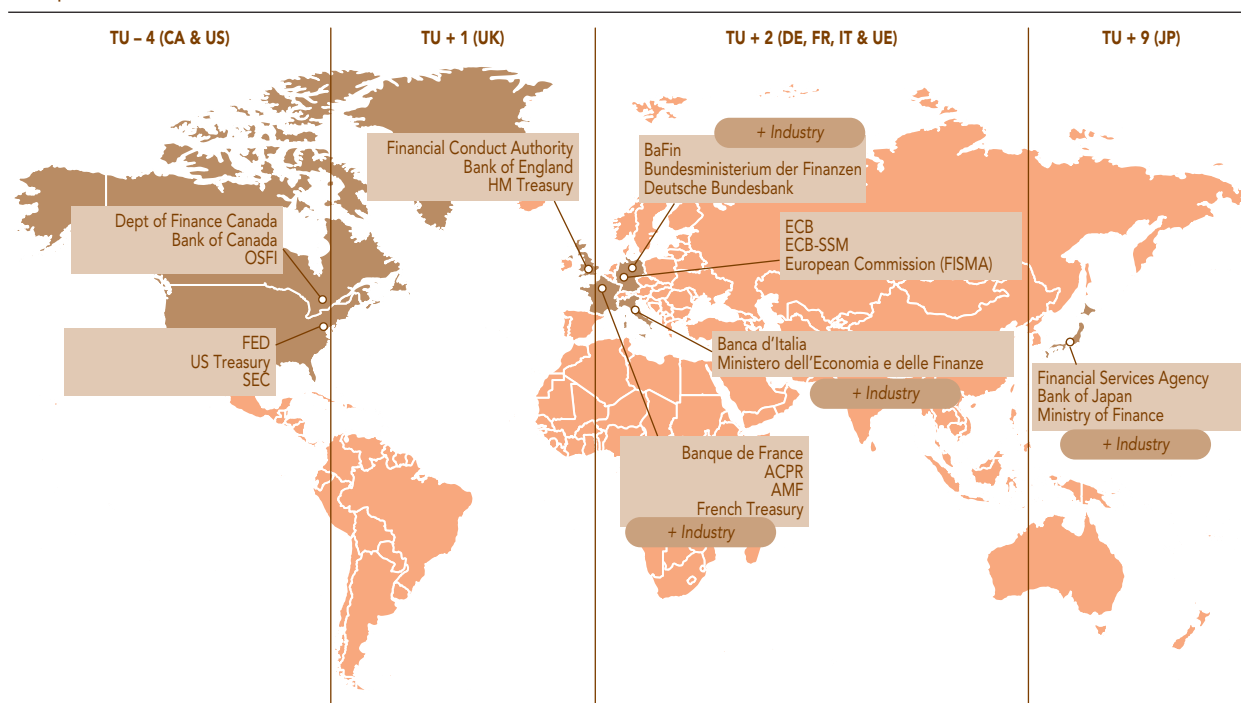 TU – 4 (CA & US)
TU + 1 (UK)
TU + 2 (DE, FR, IT & UE)
TU + 9 (JP)
Dept of Finance Canada
Bank of Canada
OSFI
FED
US Treasury
SEC
Financial Conduct Authority
Bank of England
HM Treasury
+ Industry
BaFin
Bundesministerium der Finanzen
Deutsche Bundesbank
ECB
ECB-SSM
European Commission (FISMA)
Banca d’Italia
Ministero dell’Economia e delle Finanze
+ Industry
Banque de France
ACPR
AMF
French Treasury
+ Industry
Financial Services Agency
Bank of Japan
Ministry of Finance
+ Industry